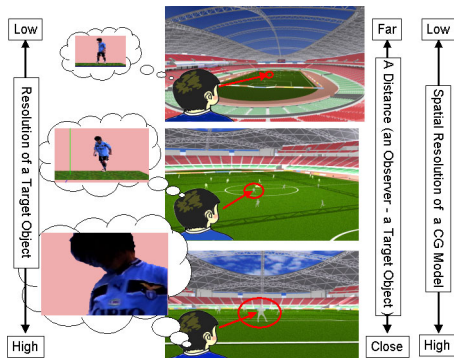 Low
Resolution of a Target Object
High
Far
A Distance (an Observer - a Target Object )
Close
Low
Spatial Resolution of a CG Model
High